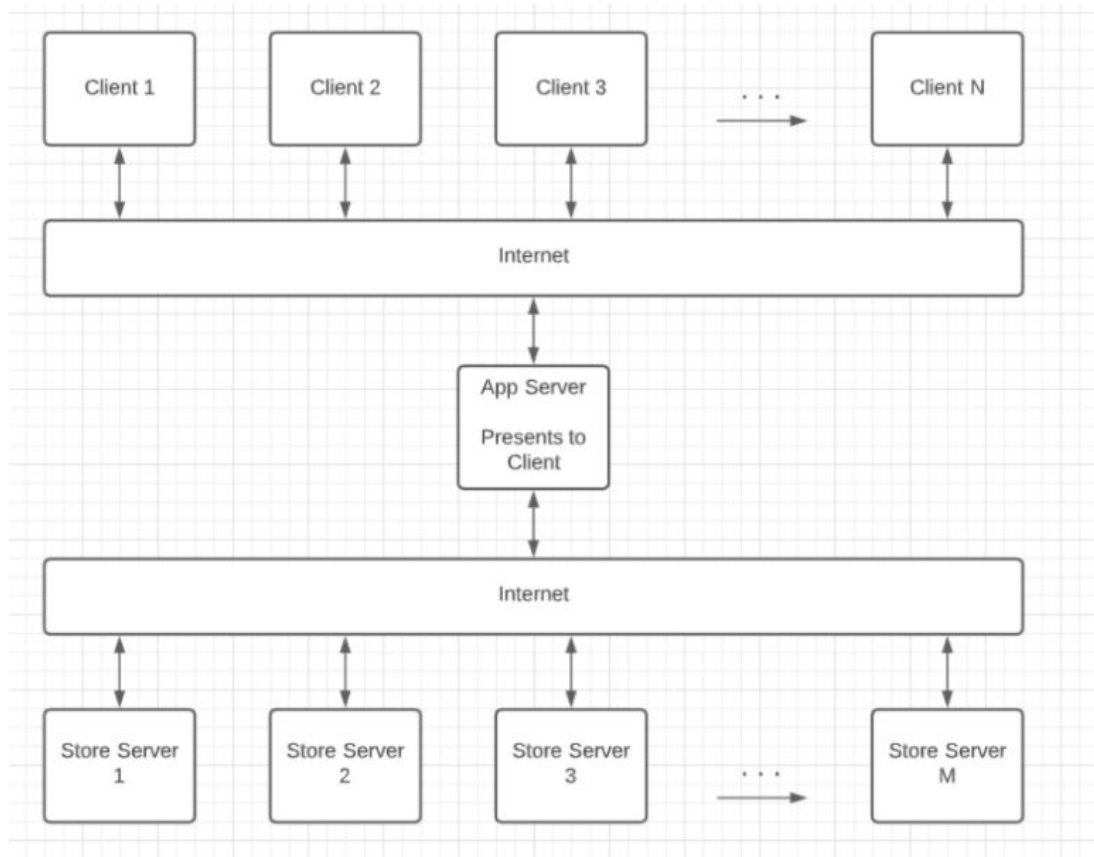 Client 1
Client 2
Client 3
. . .
Client N
Internet
App Server
Presents to
Client
Internet
Store Server
1
Store Server
2
Store Server
3
. . .
Store Server
M